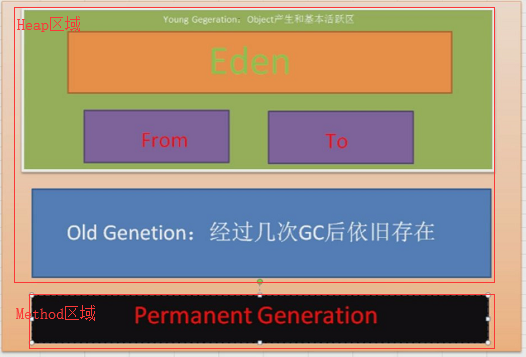 Young Gegeration。Object产生和基本活跃区
Heap区域
Eden
From
To
Old Genetion：经过几次GC后依旧存在
Method区域
Permanent Generation